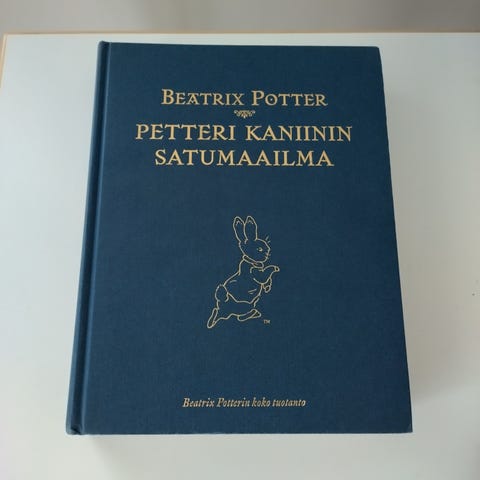 BEATRIX POTTER
PETTERI KANIININ
SATUMAAILMA
TM
Beatrix Potterin koko tuotanto